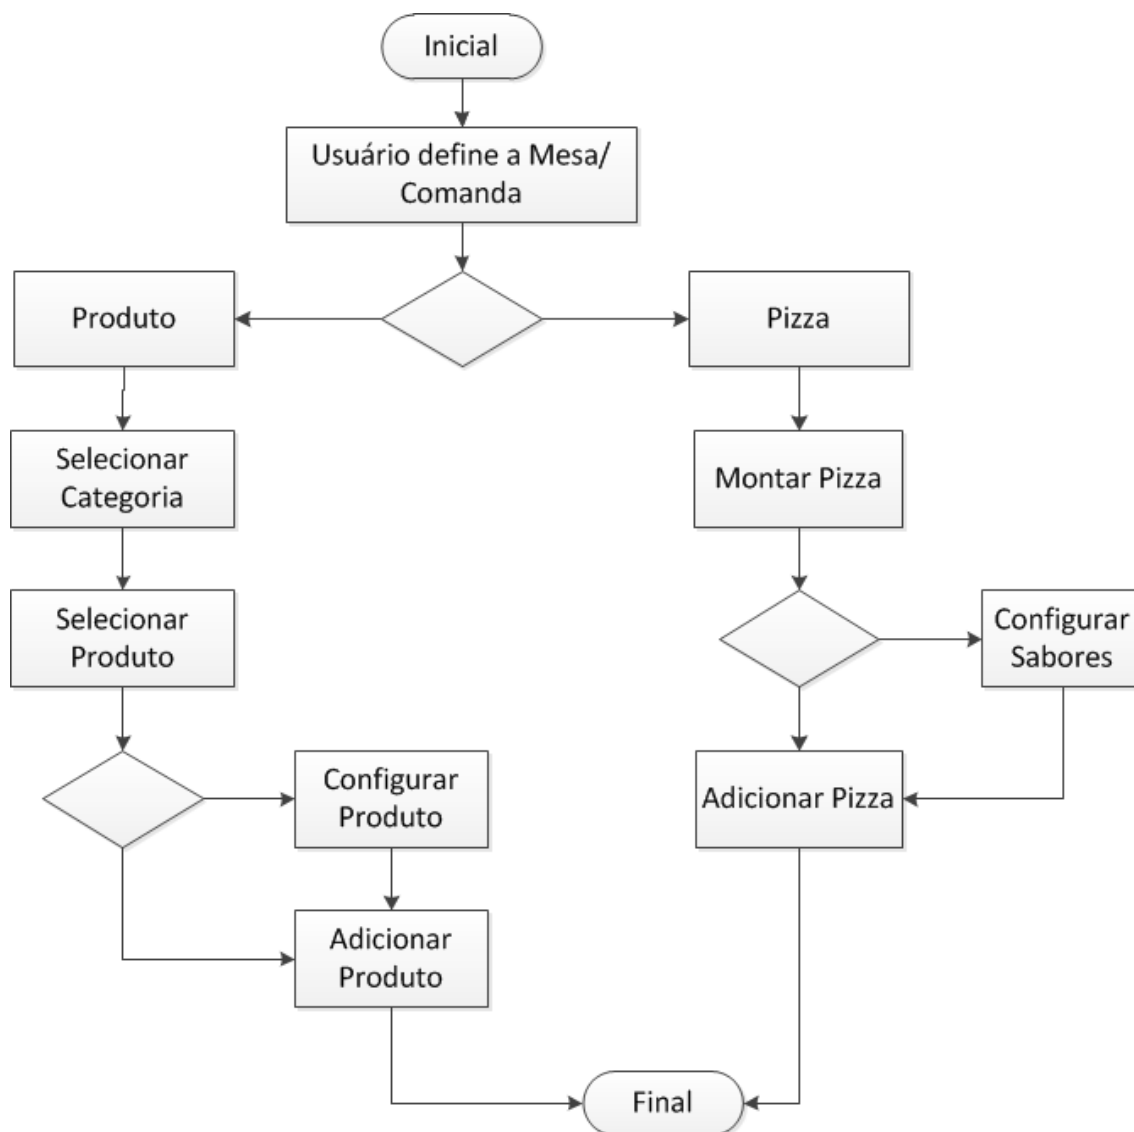 Inicial
Usuário define a Mesa/
Comanda
Produto
Pizza
Selecionar
Categoria
Montar Pizza
Selecionar
Produto
Configurar
Sabores
Configurar
Produto
Adicionar Pizza
Adicionar
Produto
Final